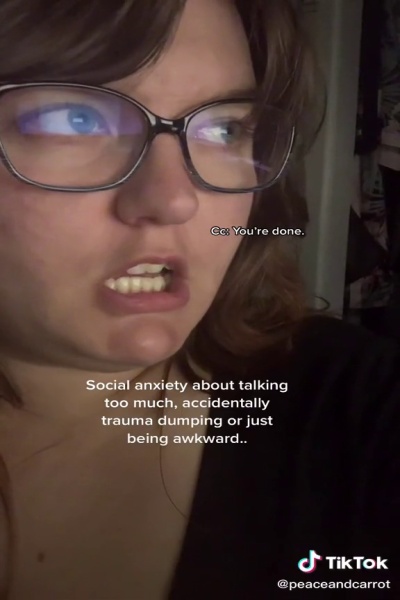 Cc: You're done.
Social anxiety about talking
too much, accidentally
trauma dumping or just
being awkward..
TikTok
@peaceandcarrot